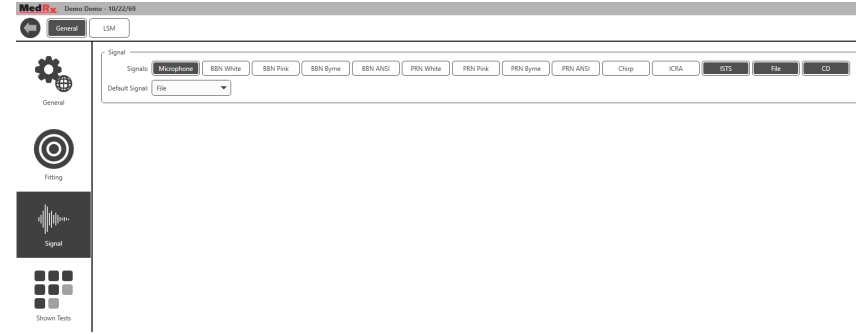 MedRx Demo Demo - 10/22/69
General LSM
Signal
Signals: Microphone BBN White BBN Pink BBN Byrne BBN ANSI PRN White PRN Pink PRN Byrne PRN ANSI Chirp ICRA ISTS File CD
Default Signal: File
General
Fitting
Signal
Shown Tests